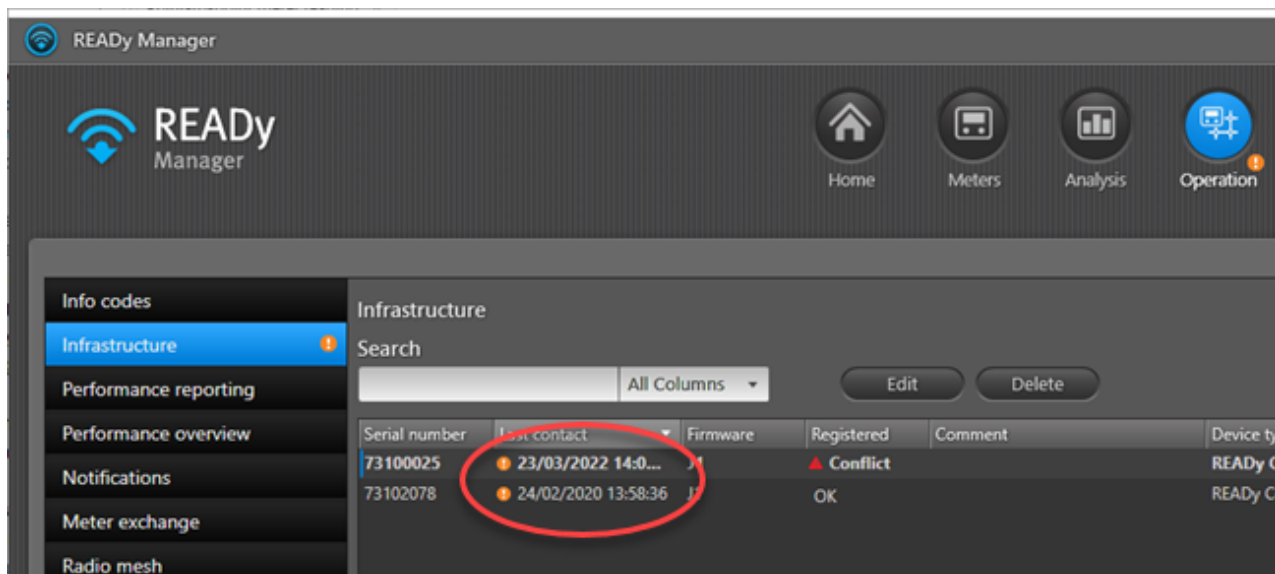 READy Manager
READy
Manager
Home Meters Analysis Operation
Info codes
Infrastructure
Performance reporting
Performance overview
Notifications
Meter exchange
Radio mesh
Infrastructure
Search
All Columns Edit Delete
Serial number Last contact Firmware Registered Comment Device ty
73100025 23/03/2022 14:0... J1 Conflict READy C
73102078 24/02/2020 13:58:36 OK READy C